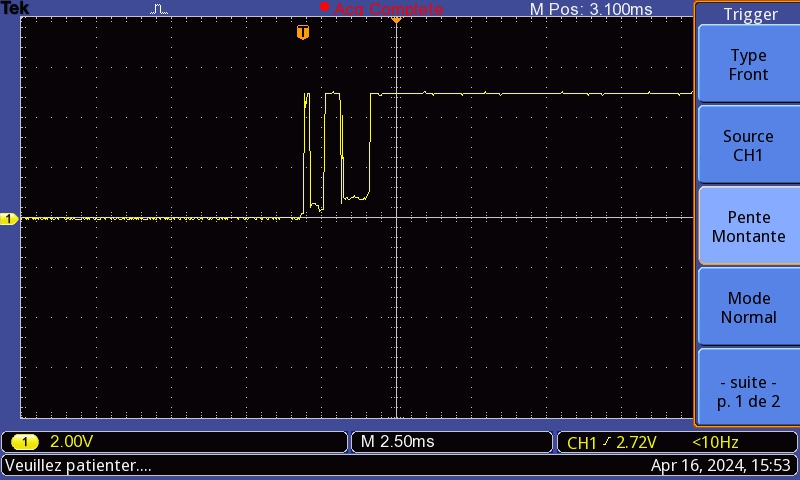 Tek
Acq Complete
M Pos: 3.100ms
Trigger
T
Type
Front
Source
CH1
Pente
Montante
Mode
Normal
- suite -
p. 1 de 2
1
1 2.00V
M 2.50ms
CH1 2.72V <10Hz
Veuillez patienter....
Apr 16, 2024, 15:53